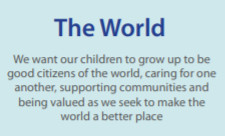 The World
We want our children to grow up to be
good citizens of the world, caring for one
another, supporting communities and
being valued as we seek to make the
world a better place